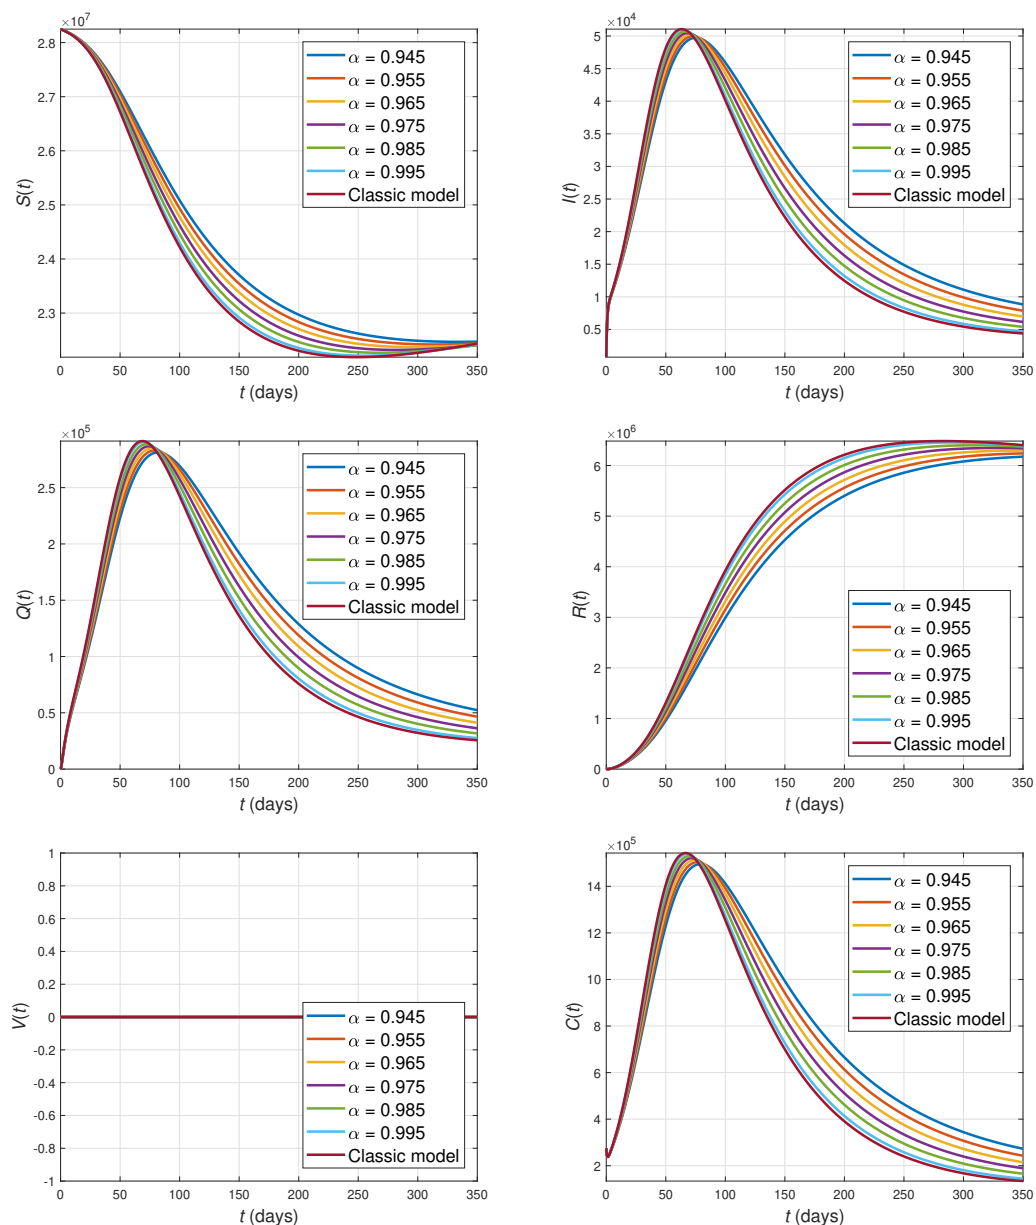 ×10⁷
2.8
2.7
2.6
2.5
2.4
2.3
S(t)
0 50 100 150 200 250 300 350
t (days)
α = 0.945
α = 0.955
α = 0.965
α = 0.975
α = 0.985
α = 0.995
Classic model
×10⁴
5
4.5
4
3.5
3
2.5
2
1.5
1
0.5
I(t)
0 50 100 150 200 250 300 350
t (days)
α = 0.945
α = 0.955
α = 0.965
α = 0.975
α = 0.985
α = 0.995
Classic model
×10⁵
2.5
2
1.5
1
0.5
0
Q(t)
0 50 100 150 200 250 300 350
t (days)
α = 0.945
α = 0.955
α = 0.965
α = 0.975
α = 0.985
α = 0.995
Classic model
×10⁶
6
5
4
3
2
1
0
R(t)
0 50 100 150 200 250 300 350
t (days)
α = 0.945
α = 0.955
α = 0.965
α = 0.975
α = 0.985
α = 0.995
Classic model
1
0.8
0.6
0.4
0.2
0
-0.2
-0.4
-0.6
-0.8
-1
V(t)
0 50 100 150 200 250 300 350
t (days)
α = 0.945
α = 0.955
α = 0.965
α = 0.975
α = 0.985
α = 0.995
Classic model
×10⁵
14
12
10
8
6
4
2
C(t)
0 50 100 150 200 250 300 350
t (days)
α = 0.945
α = 0.955
α = 0.965
α = 0.975
α = 0.985
α = 0.995
Classic model